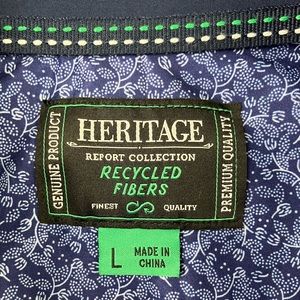 HERITAGE
REPORT COLLECTION
RECYCLED
FIBERS
FINEST QUALITY
GENUINE PRODUCT
PREMIUM QUALITY
L
MADE IN
CHINA